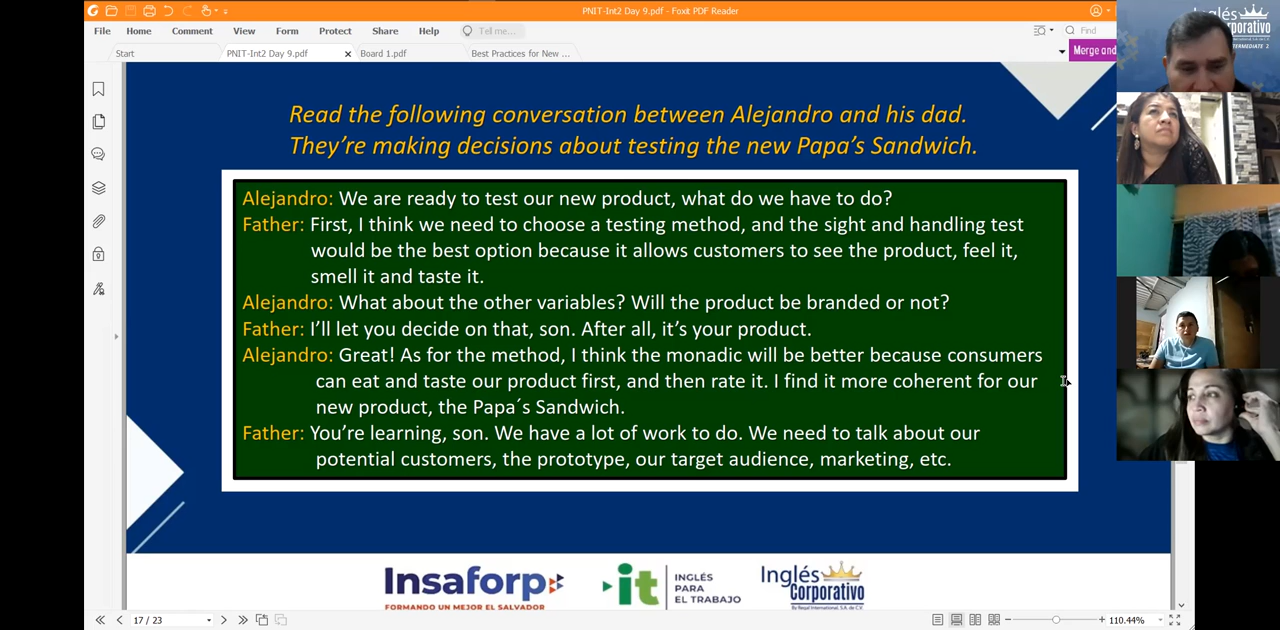 PNIT-Int2 Day 9.pdf - Foxit PDF Reader
File Home Comment View Form Protect Share Help Tell me... Find
Start PNIT-Int2 Day 9.pdf Board 1.pdf Best Practices for New ... Merge and
Read the following conversation between Alejandro and his dad.
They're making decisions about testing the new Papa's Sandwich.
Alejandro: We are ready to test our new product, what do we have to do?
Father: First, I think we need to choose a testing method, and the sight and handling test
would be the best option because it allows customers to see the product, feel it,
smell it and taste it.
Alejandro: What about the other variables? Will the product be branded or not?
Father: I'll let you decide on that, son. After all, it's your product.
Alejandro: Great! As for the method, I think the monadic will be better because consumers
can eat and taste our product first, and then rate it. I find it more coherent for our
new product, the Papa´s Sandwich.
Father: You're learning, son. We have a lot of work to do. We need to talk about our
potential customers, the prototype, our target audience, marketing, etc.
Insaforp
FORMANDO UN MEJOR EL SALVADOR
it
INGLÉS
PARA
EL TRABAJO
Inglés
Corporativo
17 / 23
110.44%
Inglés